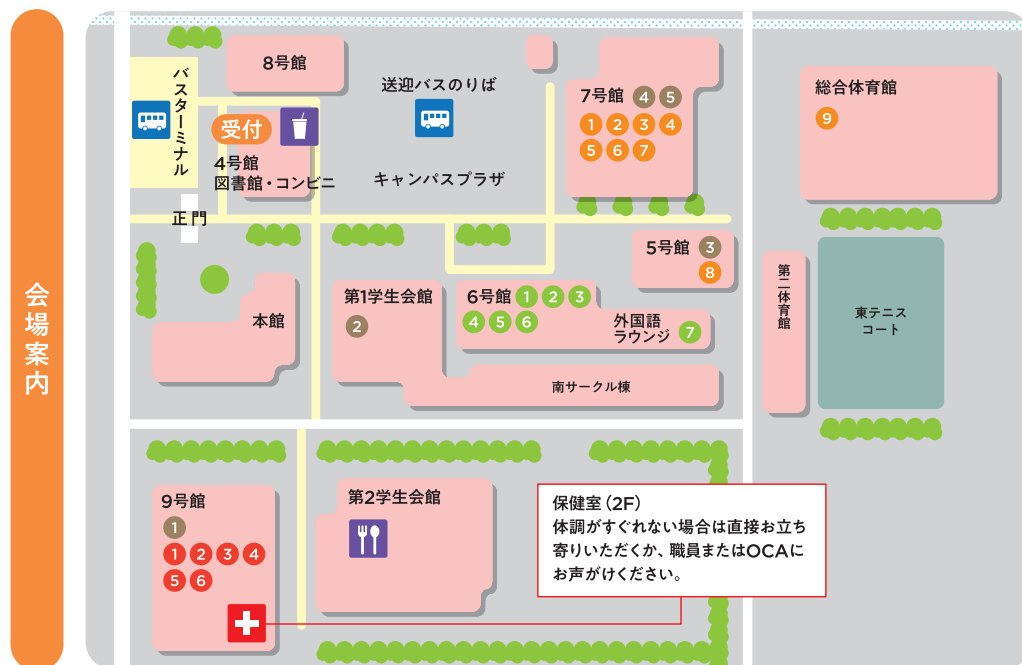 会場案内
8号館
バスターミナル
送迎バスのりば
受付
4号館
図書館・コンビニ
キャンパスプラザ
正門
7号館 4 5
1 2 3 4
5 6 7
総合体育館
9
5号館 3
8
第二体育館
東テニス
コート
本館
第1学生会館
2
6号館 1 2 3
4 5 6
外国語
ラウンジ 7
南サークル棟
9号館
1
1 2 3 4
5 6
第2学生会館
保健室(2F)
体調がすぐれない場合は直接お立ち
寄りいただくか、職員またはOCAに
お声がけください。